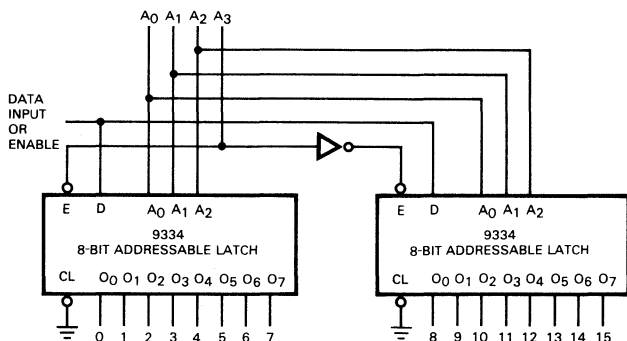 A0 A1 A2 A3
DATA
INPUT
OR
ENABLE
E D A0 A1 A2
9334
8-BIT ADDRESSABLE LATCH
CL O0 O1 O2 O3 O4 O5 O6 O7
0 1 2 3 4 5 6 7
E D A0 A1 A2
9334
8-BIT ADDRESSABLE LATCH
CL O0 O1 O2 O3 O4 O5 O6 O7
8 9 10 11 12 13 14 15